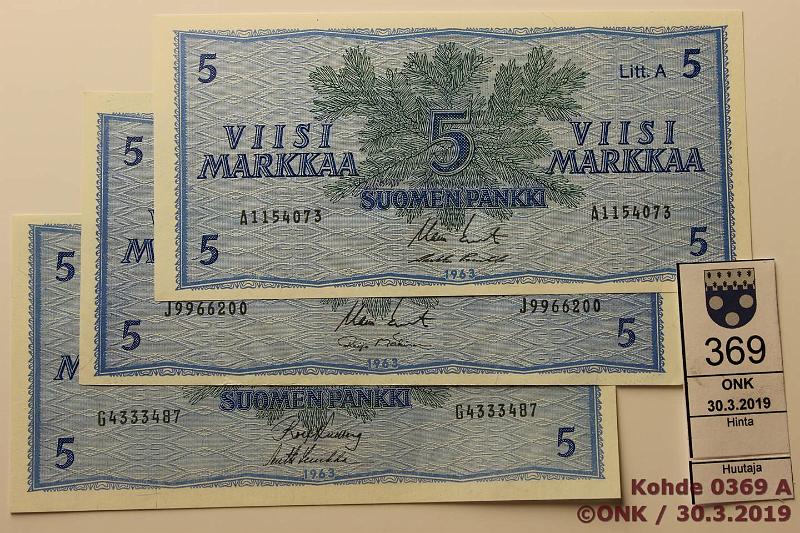 5 Litt. A 5
VIISI 5 VIISI
MARKKAA MARKKAA
SUOMEN PANKKI
A1154073 A1154073
5 5
1963
5
J9966200 J9966200
5 5
1963
5
SUOMEN PANKKI
G4333487 G4333487
5 5
1963
369
ONK
30.3.2019
Hinta
Huutaja
Kohde 0369 A
©ONK / 30.3.2019